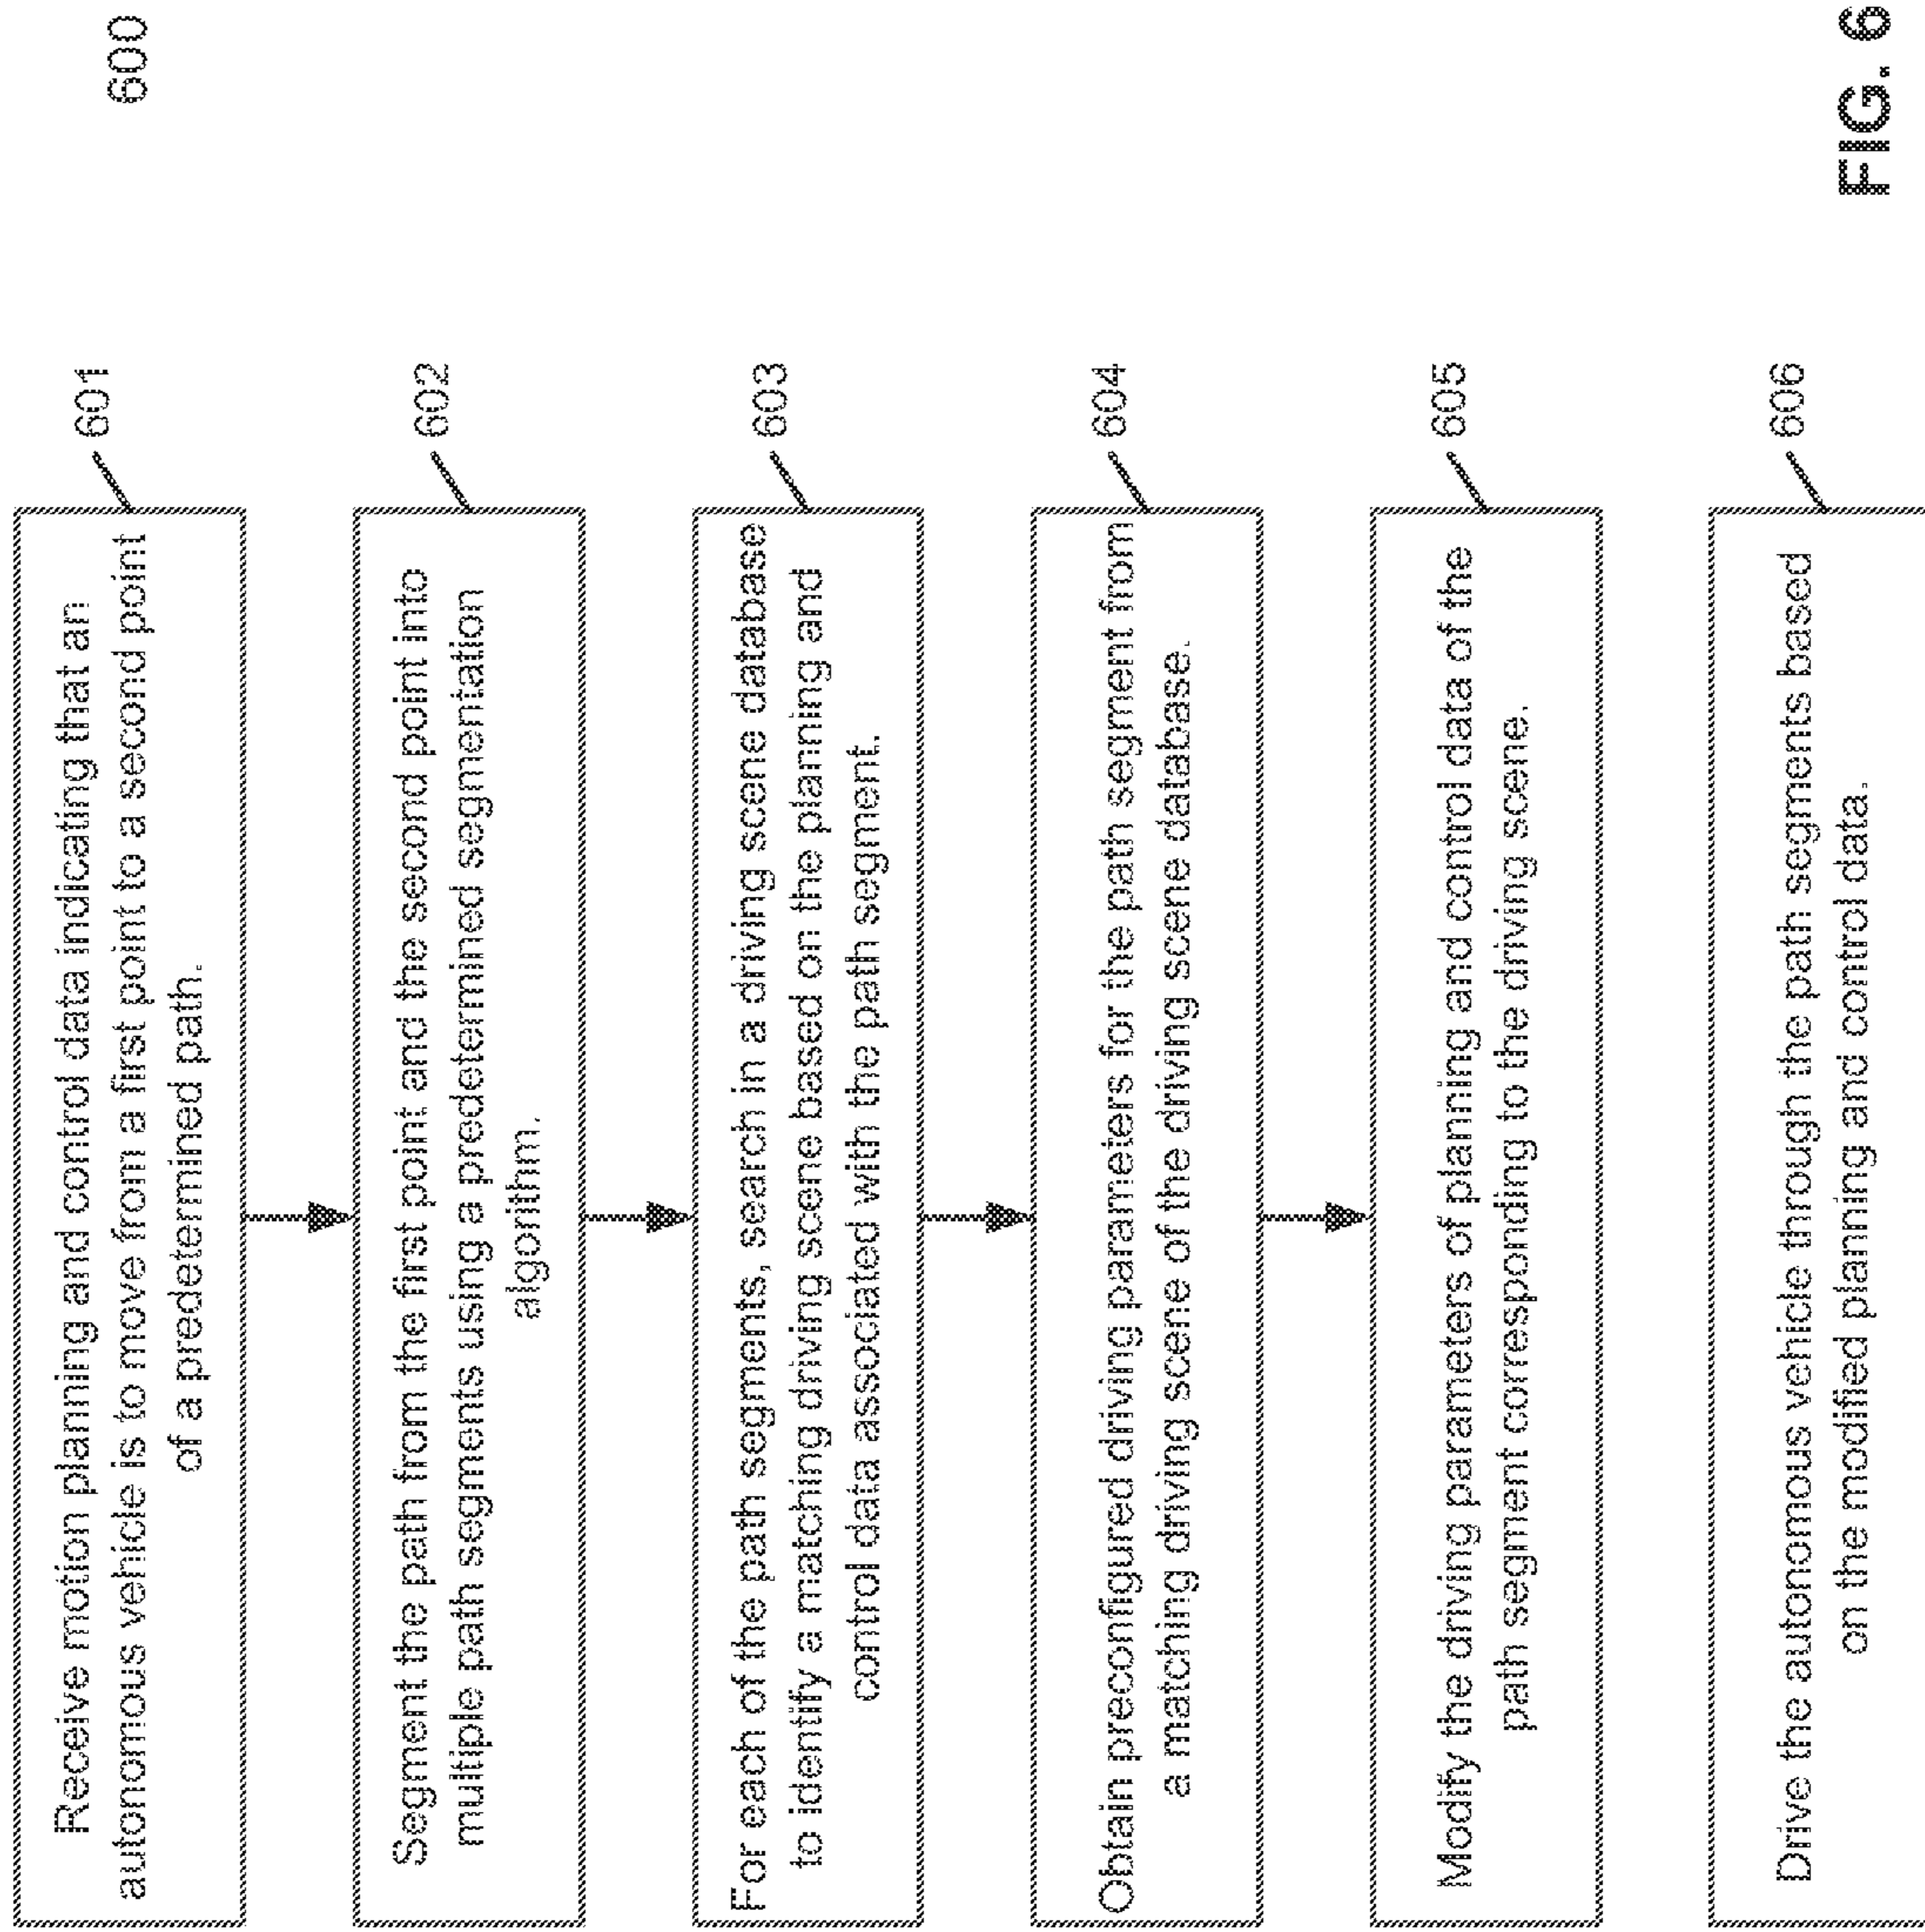 600
Receive motion planning and control data indicating that an
autonomous vehicle is to move from a first point to a second point
of a predetermined path.
601
Segment the path from the first point and the second point into
multiple path segments using a predetermined segmentation
algorithm.
602
For each of the path segments, search in a driving scene database
to identify a matching driving scene based on the planning and
control data associated with the path segment.
603
Obtain preconfigured driving parameters for the path segment from
a matching driving scene of the driving scene database.
604
Modify the driving parameters of planning and control data of the
path segment corresponding to the driving scene.
605
Drive the autonomous vehicle through the path segments based
on the modified planning and control data.
606
FIG. 6